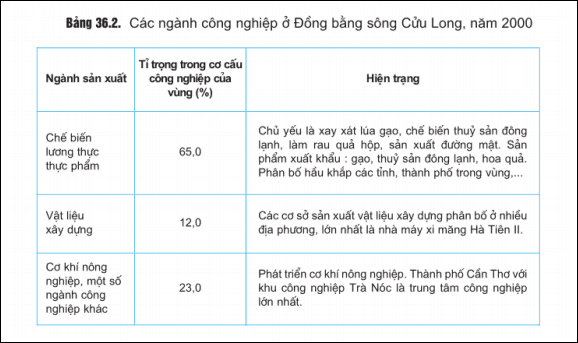 Bảng 36.2. Các ngành công nghiệp ở Đồng bằng sông Cửu Long, năm 2000
Ngành sản xuất
Tỉ trọng trong cơ cấu
công nghiệp của
vùng (%)
Hiện trạng
Chế biến
lương thực
thực phẩm
65,0
Chủ yếu là xay xát lúa gạo, chế biến thuỷ sản đông
lạnh, làm rau quả hộp, sản xuất đường mật. Sản
phẩm xuất khẩu : gạo, thuỷ sản đông lạnh, hoa quả.
Phân bố hầu khắp các tỉnh, thành phố trong vùng,...
Vật liệu
xây dựng
12,0
Các cơ sở sản xuất vật liệu xây dựng phân bố ở nhiều
địa phương, lớn nhất là nhà máy xi măng Hà Tiên II.
Cơ khí nông
nghiệp, một số
ngành công
nghiệp khác
23,0
Phát triển cơ khí nông nghiệp. Thành phố Cần Thơ với
khu công nghiệp Trà Nóc là trung tâm công nghiệp
lớn nhất.